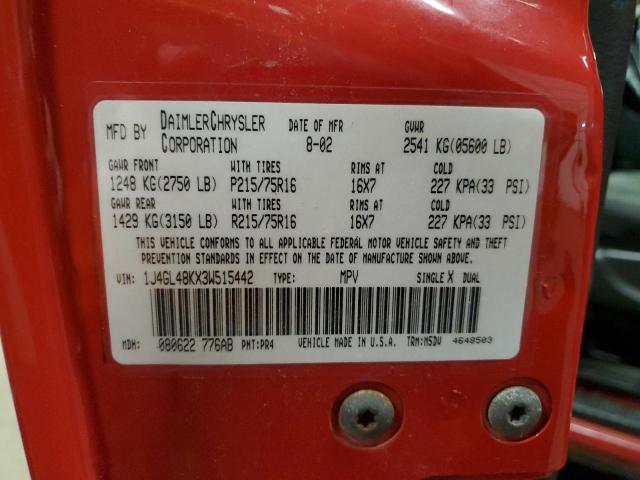 MFD BY DAIMLERCHRYSLER CORPORATION DATE OF MFR 8-02 GVWR 2541 KG(05600 LB)
GAWR FRONT WITH TIRES RIMS AT COLD
1248 KG(2750 LB) P215/75R16 16X7 227 KPA(33 PSI)
GAWR REAR WITH TIRES RIMS AT COLD
1429 KG(3150 LB) R215/75R16 16X7 227 KPA(33 PSI)
THIS VEHICLE CONFORMS TO ALL APPLICABLE FEDERAL MOTOR VEHICLE SAFETY AND THEFT
PREVENTION STANDARDS IN EFFECT ON THE DATE OF MANUFACTURE SHOWN ABOVE.
VIN: 1J4GL48KX3W515442 TYPE: MPV SINGLE X DUAL
MDH: 080622 776AB PNT:PR4 VEHICLE MADE IN U.S.A. TRM:MSDV 4648503